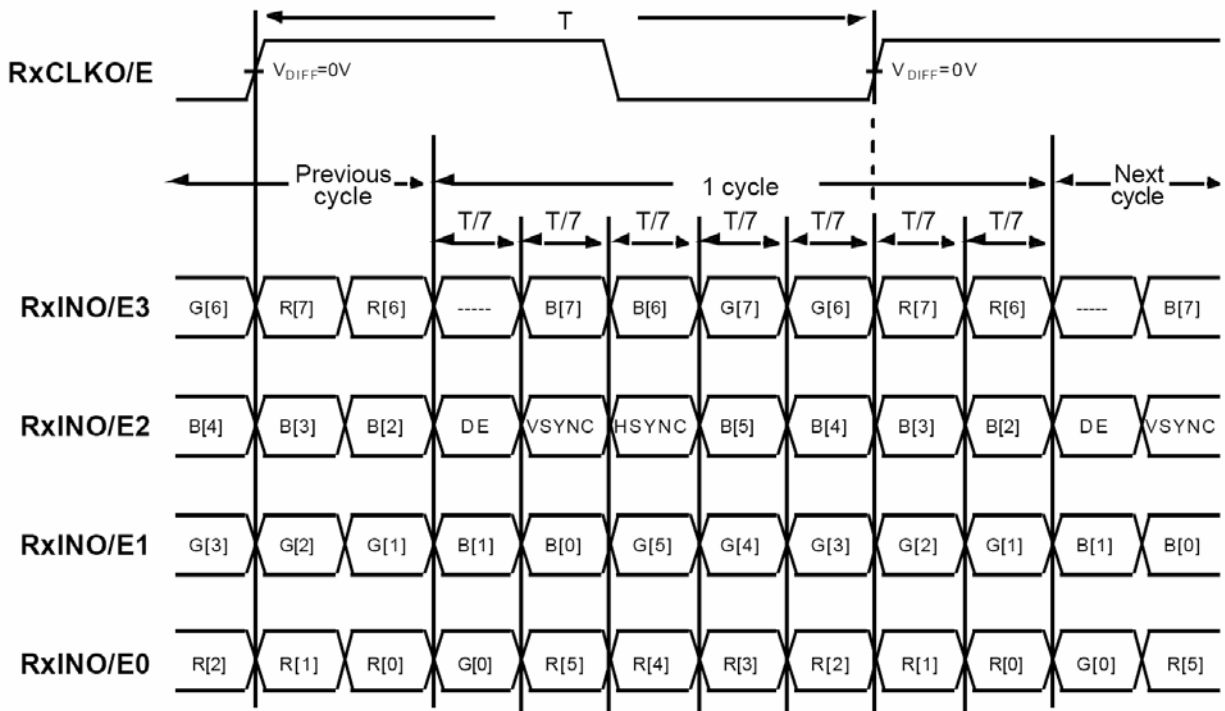 T
RxCLKO/E
VDIFF=0V
VDIFF=0V
Previous
cycle
1 cycle
Next
cycle
T/7 T/7 T/7 T/7 T/7 T/7 T/7
RxINO/E3 G[6] R[7] R[6] ----- B[7] B[6] G[7] G[6] R[7] R[6] ----- B[7]
RxINO/E2 B[4] B[3] B[2] DE VSYNC HSYNC B[5] B[4] B[3] B[2] DE VSYNC
RxINO/E1 G[3] G[2] G[1] B[1] B[0] G[5] G[4] G[3] G[2] G[1] B[1] B[0]
RxINO/E0 R[2] R[1] R[0] G[0] R[5] R[4] R[3] R[2] R[1] R[0] G[0] R[5]